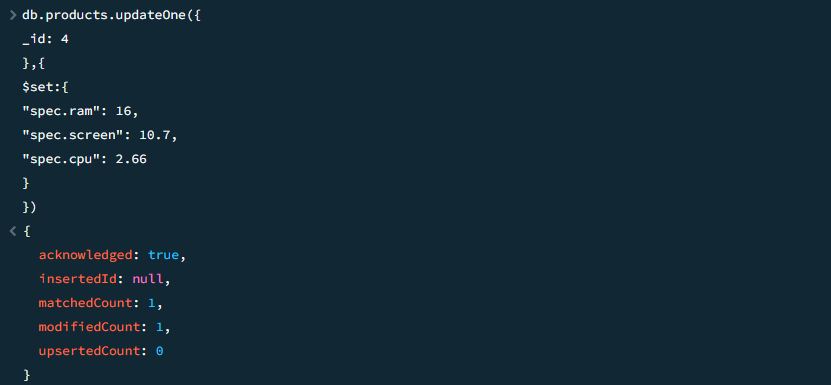 > db.products.updateOne({
_id: 4
},{
$set:{
"spec.ram": 16,
"spec.screen": 10.7,
"spec.cpu": 2.66
}
})
< {
acknowledged: true,
insertedId: null,
matchedCount: 1,
modifiedCount: 1,
upsertedCount: 0
}